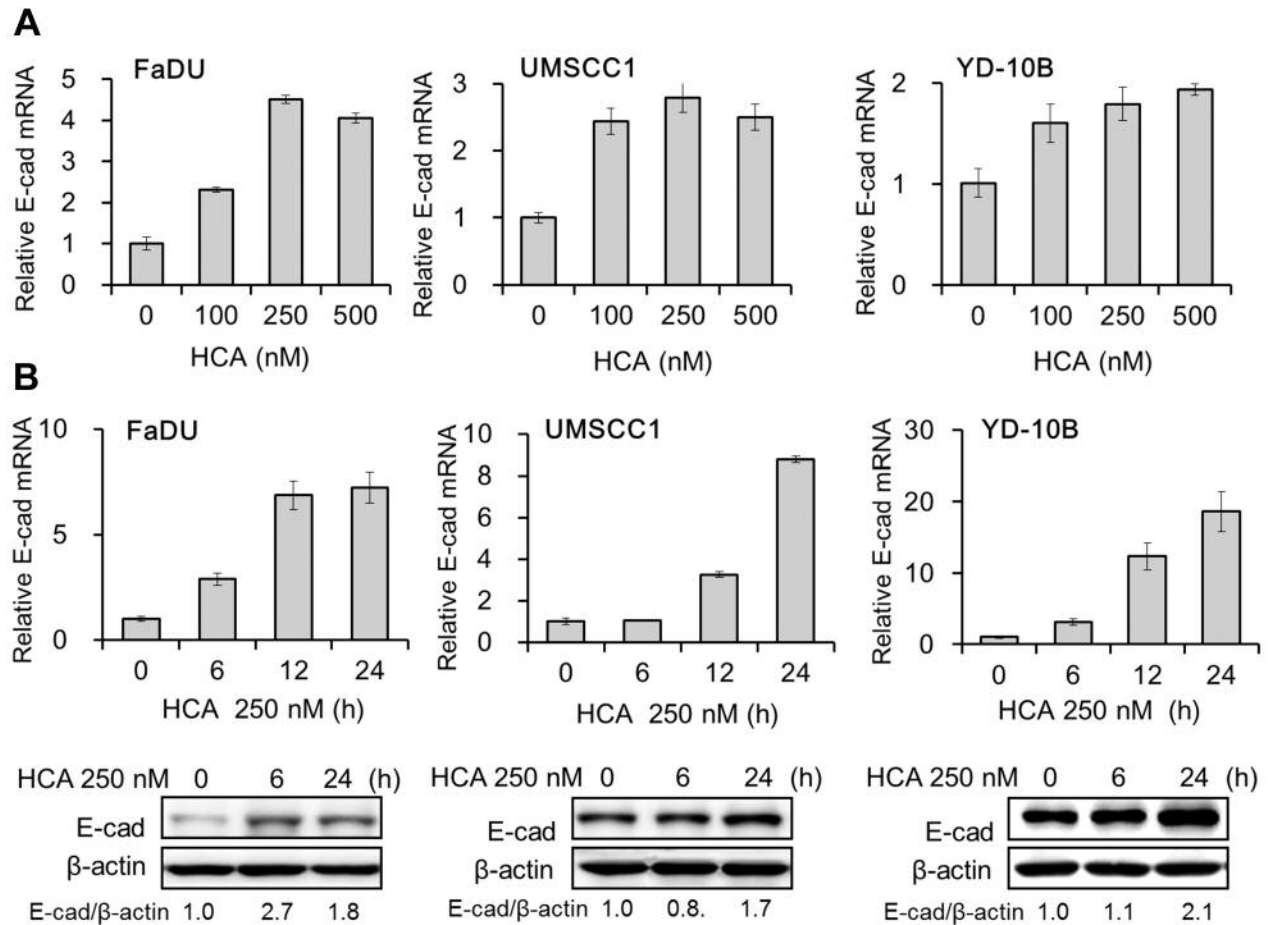 A
FaDU
UMSCC1
YD-10B
Relative E-cad mRNA
5
4
3
2
1
0
0 100 250 500
HCA (nM)
Relative E-cad mRNA
3
2
1
0
0 100 250 500
HCA (nM)
Relative E-cad mRNA
2
1
0
0 100 250 500
HCA (nM)
B
FaDU
UMSCC1
YD-10B
Relative E-cad mRNA
10
5
0
0 6 12 24
HCA 250 nM (h)
Relative E-cad mRNA
10
8
6
4
2
0
0 6 12 24
HCA 250 nM (h)
Relative E-cad mRNA
30
20
10
0
0 6 12 24
HCA 250 nM (h)
HCA 250 nM 0 6 24 (h)
E-cad
β-actin
E-cad/β-actin 1.0 2.7 1.8
HCA 250 nM 0 6 24 (h)
E-cad
β-actin
E-cad/β-actin 1.0 0.8. 1.7
HCA 250 nM 0 6 24 (h)
E-cad
β-actin
E-cad/β-actin 1.0 1.1 2.1